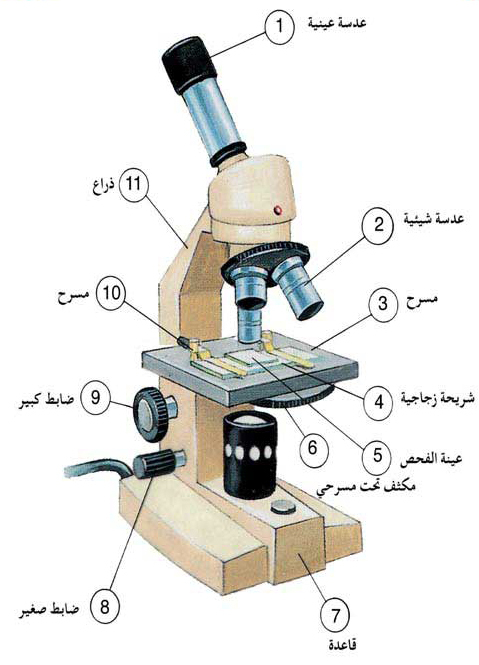 عدسة عينية 1
ذراع 11
2 عدسة شيئية
مسرح 10
3 مسرح
4 شريحة زجاجية
ضابط كبير 9
5 عينة الفحص
6
مكثف تحت مسرحي
ضابط صغير 8
7
قاعدة